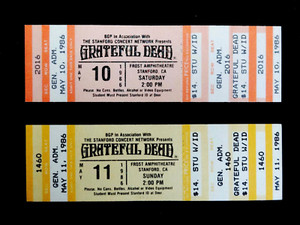 2016
GEN. ADM.
MAY 10, 1986
BGP In Association With
THE STANFORD CONCERT NETWORK Presents
GRATEFUL DEAD
MAY 10 1986
FROST AMPHITHEATRE
STANFORD, CA
SATURDAY
2:00 PM
Please No Cans, Bottles, Alcohol or Video Equipment
Student Must Present Stanford ID at Door.
$14. STU W/ID
GRATEFUL DEAD
$14. STU W/ID
GEN. ADM.
MAY 10, 1986
2016
1460
GEN. ADM.
MAY 11, 1986
BGP In Association With
THE STANFORD CONCERT NETWORK Presents
GRATEFUL DEAD
MAY 11 1986
FROST AMPHITHEATRE
STANFORD, CA
SUNDAY
2:00 PM
Please No Cans, Bottles, Alcohol or Video Equipment
Student Must Present Stanford ID at Door.
$14. STU W/ID
GRATEFUL DEAD
$14. STU W/ID
GEN. ADM.
MAY 11, 1986
1460